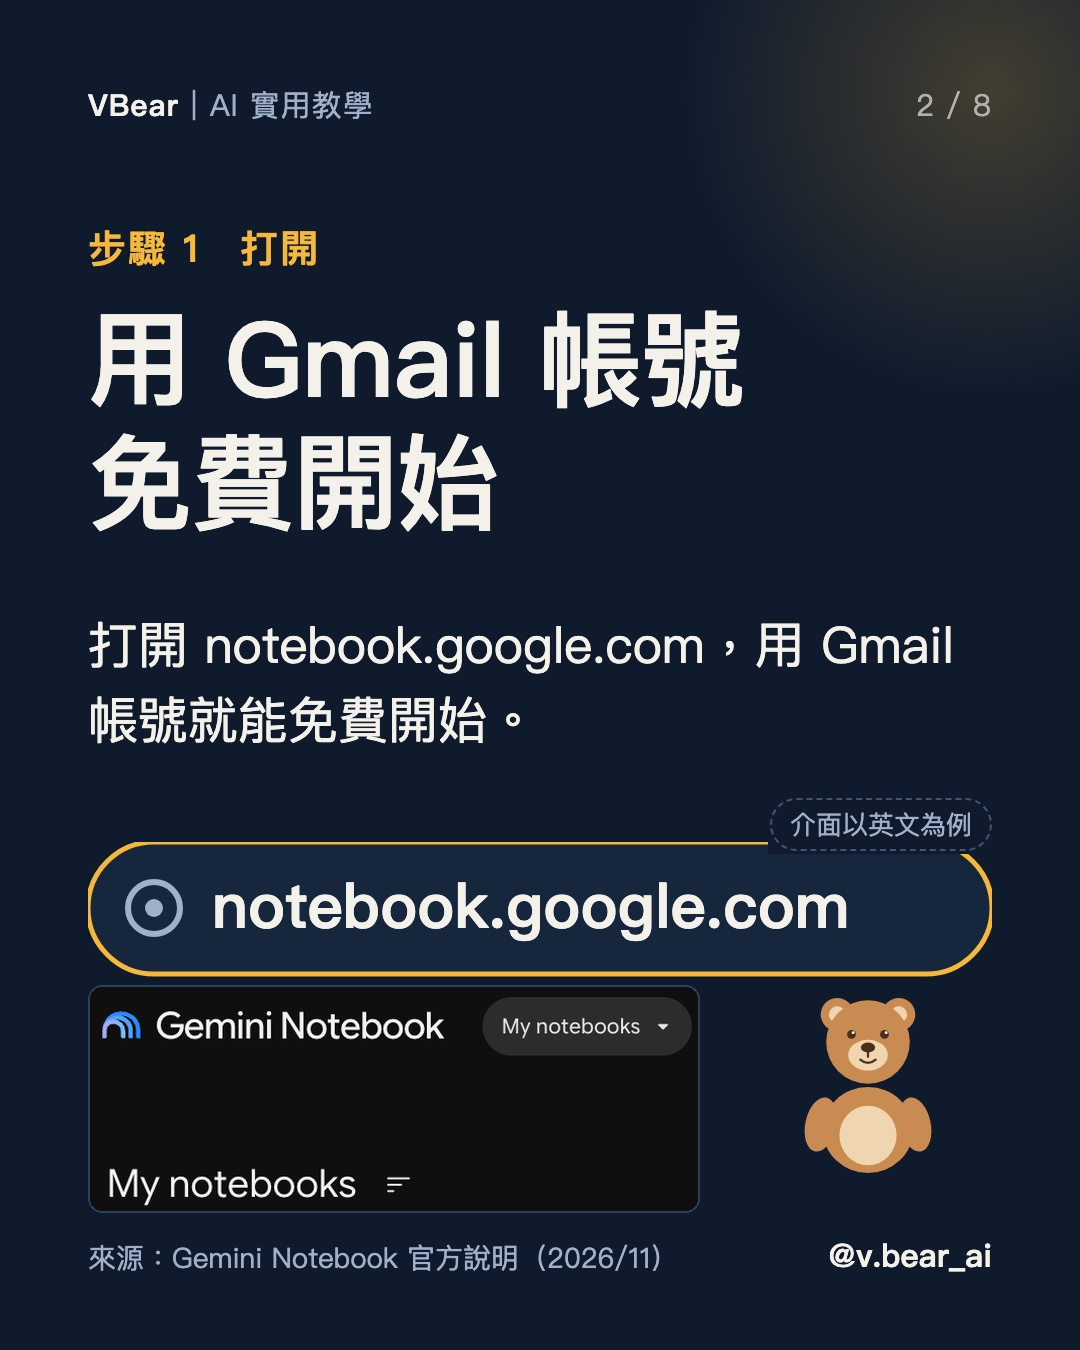 VBear | AI 實用教學
2 / 8
步驟 1 打開
用 Gmail 帳號
免費開始
打開 notebook.google.com，用 Gmail
帳號就能免費開始。
介面以英文為例
notebook.google.com
Gemini Notebook
My notebooks
My notebooks
來源：Gemini Notebook 官方說明（2026/11）
@v.bear_ai